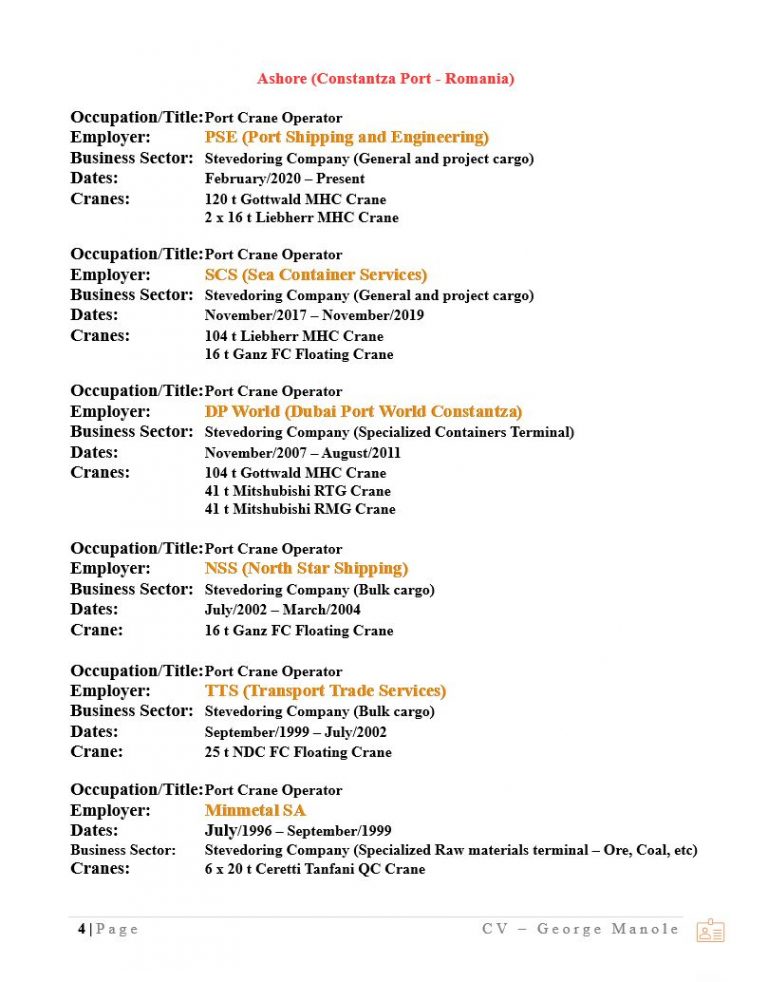 Ashore (Constantza Port - Romania)
Occupation/Title: Port Crane Operator
Employer: PSE (Port Shipping and Engineering)
Business Sector: Stevedoring Company (General and project cargo)
Dates: February/2020 – Present
Cranes: 120 t Gottwald MHC Crane
2 x 16 t Liebherr MHC Crane
Occupation/Title: Port Crane Operator
Employer: SCS (Sea Container Services)
Business Sector: Stevedoring Company (General and project cargo)
Dates: November/2017 – November/2019
Cranes: 104 t Liebherr MHC Crane
16 t Ganz FC Floating Crane
Occupation/Title: Port Crane Operator
Employer: DP World (Dubai Port World Constantza)
Business Sector: Stevedoring Company (Specialized Containers Terminal)
Dates: November/2007 – August/2011
Cranes: 104 t Gottwald MHC Crane
41 t Mitshubishi RTG Crane
41 t Mitshubishi RMG Crane
Occupation/Title: Port Crane Operator
Employer: NSS (North Star Shipping)
Business Sector: Stevedoring Company (Bulk cargo)
Dates: July/2002 – March/2004
Crane: 16 t Ganz FC Floating Crane
Occupation/Title: Port Crane Operator
Employer: TTS (Transport Trade Services)
Business Sector: Stevedoring Company (Bulk cargo)
Dates: September/1999 – July/2002
Crane: 25 t NDC FC Floating Crane
Occupation/Title: Port Crane Operator
Employer: Minmetal SA
Dates: July/1996 – September/1999
Business Sector: Stevedoring Company (Specialized Raw materials terminal – Ore, Coal, etc)
Cranes: 6 x 20 t Ceretti Tanfani QC Crane
4 | Page CV – George Manole